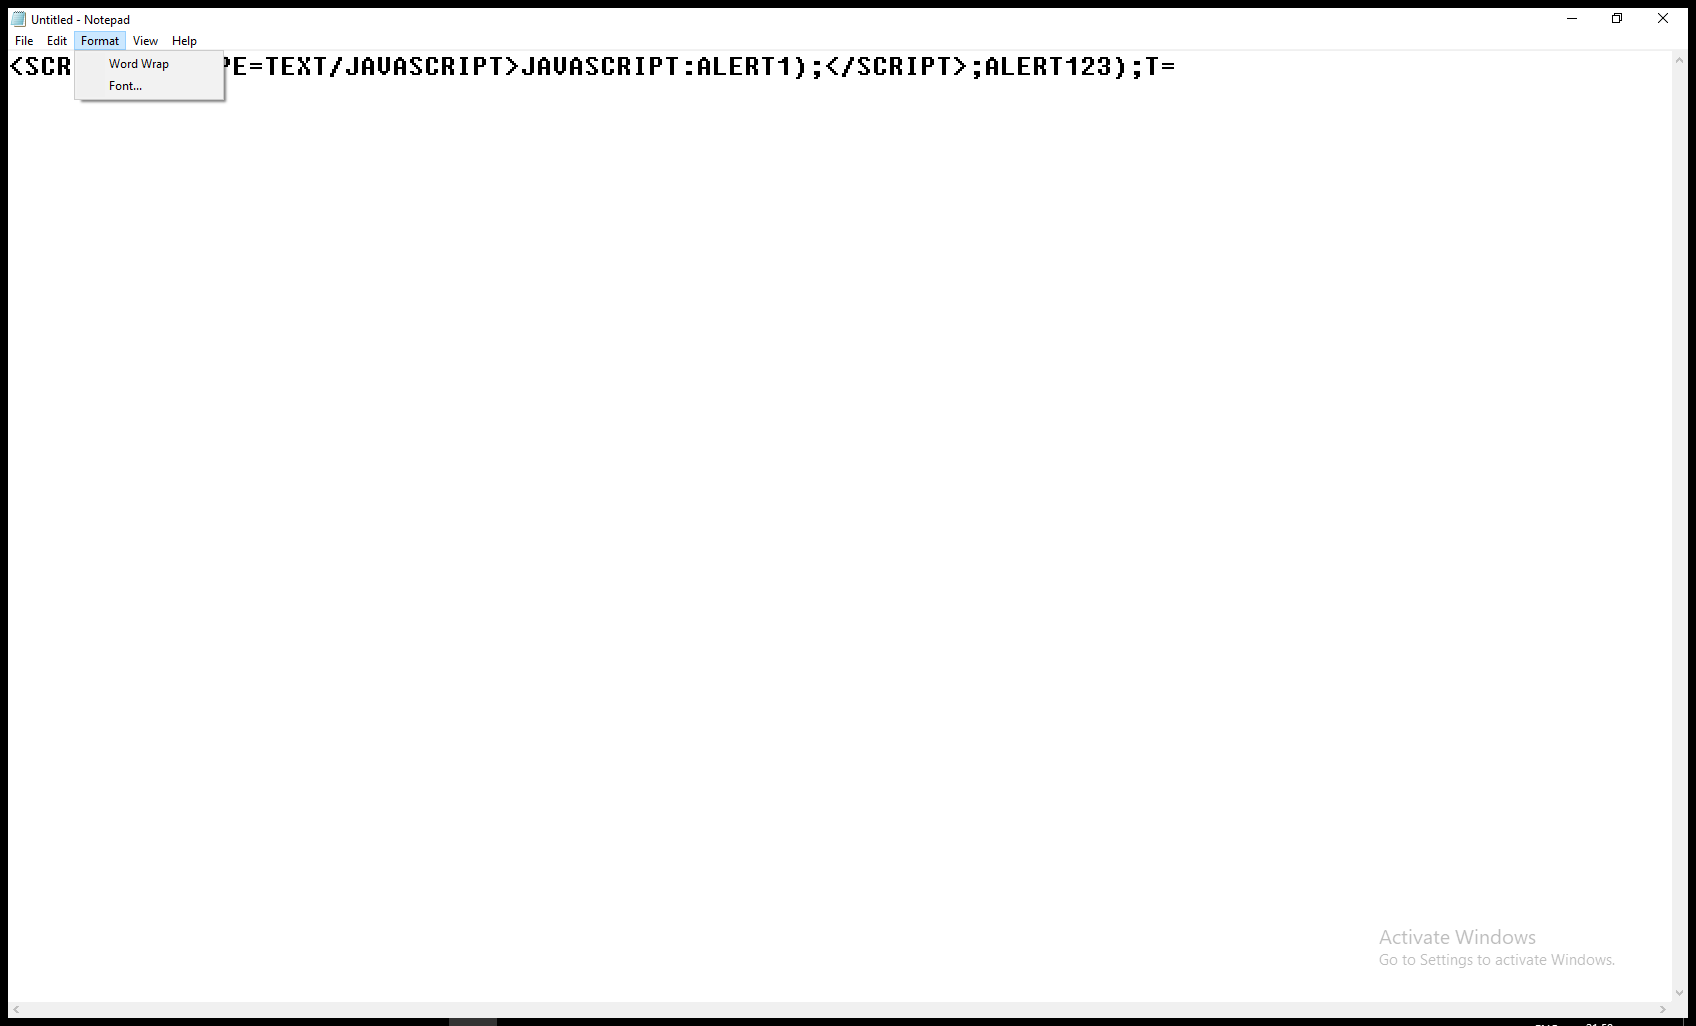 Untitled - Notepad
File Edit Format View Help
Word Wrap
Font...
<SCR PE=TEXT/JAVASCRIPT>JAVASCRIPT:ALERT1);</SCRIPT>;ALERT123);T=
Activate Windows
Go to Settings to activate Windows.